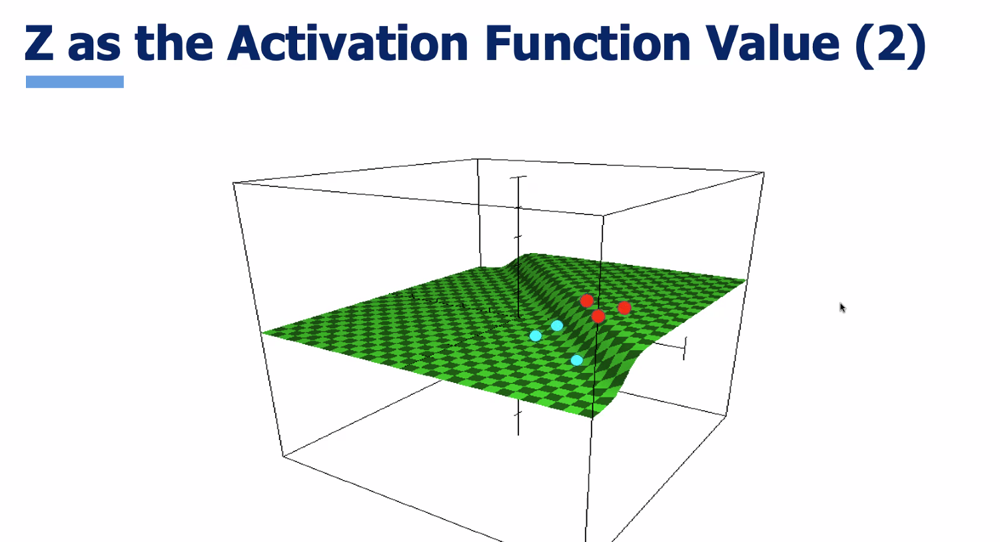 Z as the Activation Function Value (2)